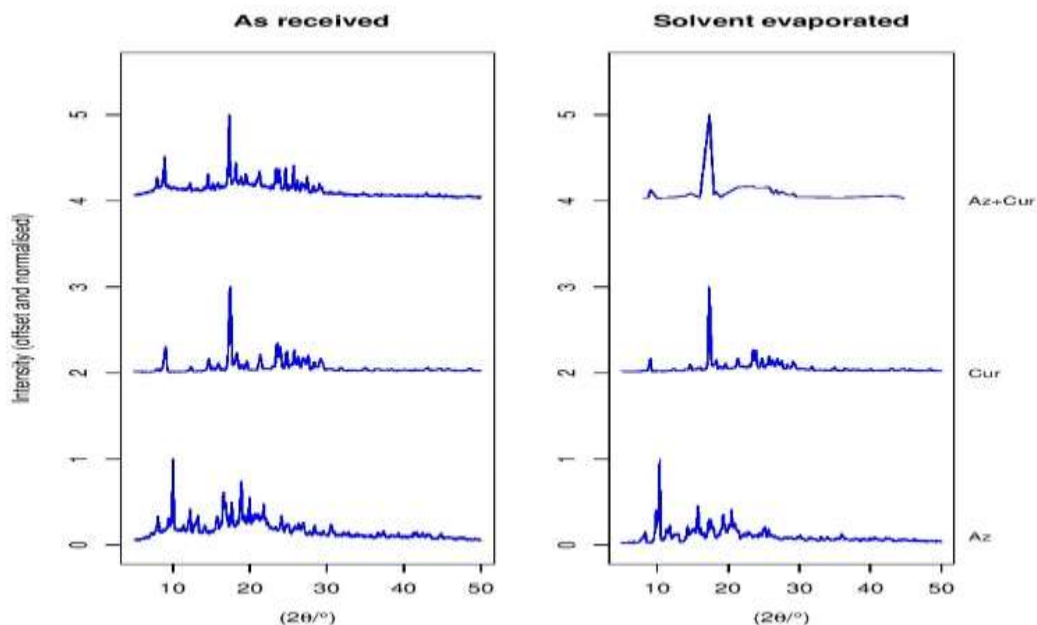 As received
Solvent evaporated
Intensity (offset and normalised)
5
4
3
2
1
0
10 20 30 40 50
(2θ/°)
5
4
3
2
1
0
10 20 30 40 50
(2θ/°)
Az+Cur
Cur
Az